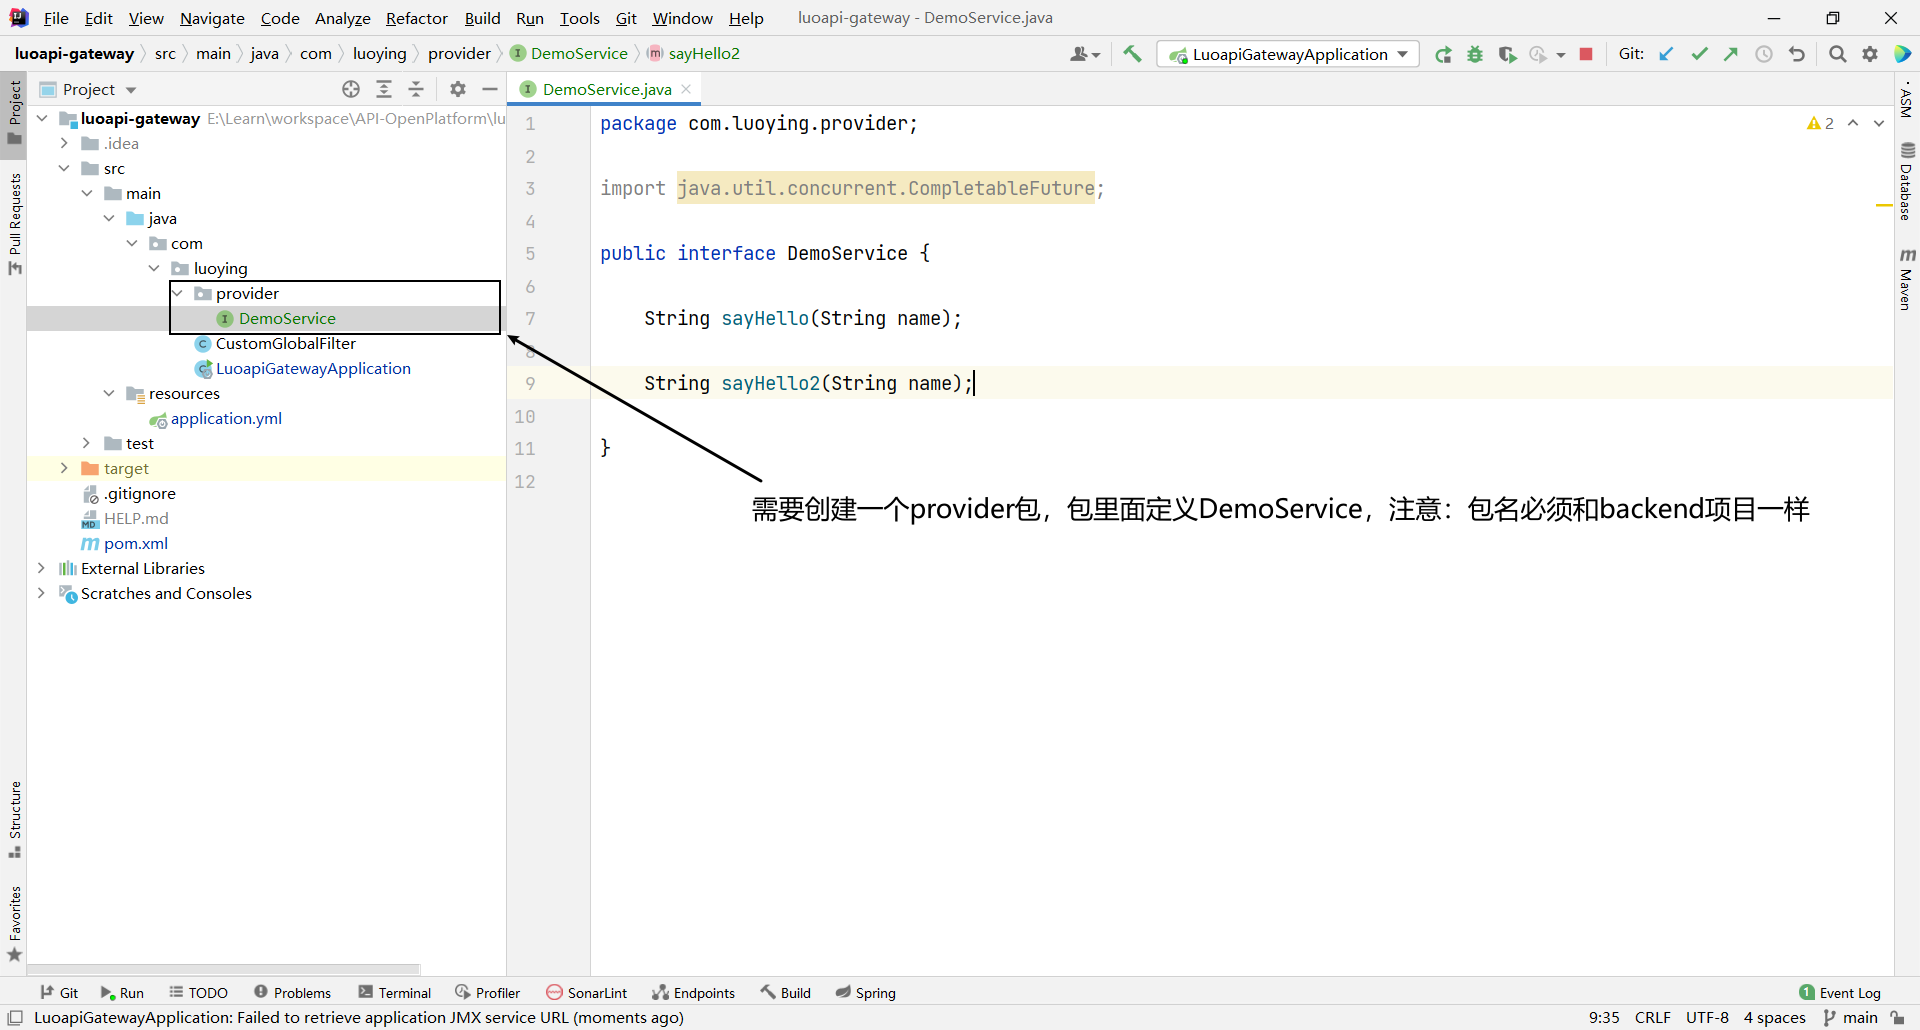 File Edit View Navigate Code Analyze Refactor Build Run Tools Git Window Help luoapi-gateway - DemoService.java
luoapi-gateway src main java com luoying provider DemoService sayHello2 LuoapiGatewayApplication Git:
Project
DemoService.java
luoapi-gateway E:\Learn\workspace\API-OpenPlatform\lu
.idea
src
main
java
com
luoying
provider
DemoService
CustomGlobalFilter
LuoapiGatewayApplication
resources
application.yml
test
target
.gitignore
HELP.md
pom.xml
External Libraries
Scratches and Consoles
1 package com.luoying.provider;
2
3 import java.util.concurrent.CompletableFuture;
4
5 public interface DemoService {
6
7 String sayHello(String name);
8
9 String sayHello2(String name);
10
11 }
12
2
需要创建一个provider包，包里面定义DemoService，注意：包名必须和backend项目一样
Project
Pull Requests
Structure
Favorites
ASM
Database
Maven
Git Run TODO Problems Terminal Profiler SonarLint Endpoints Build Spring 1 Event Log
LuoapiGatewayApplication: Failed to retrieve application JMX service URL (moments ago) 9:35 CRLF UTF-8 4 spaces main